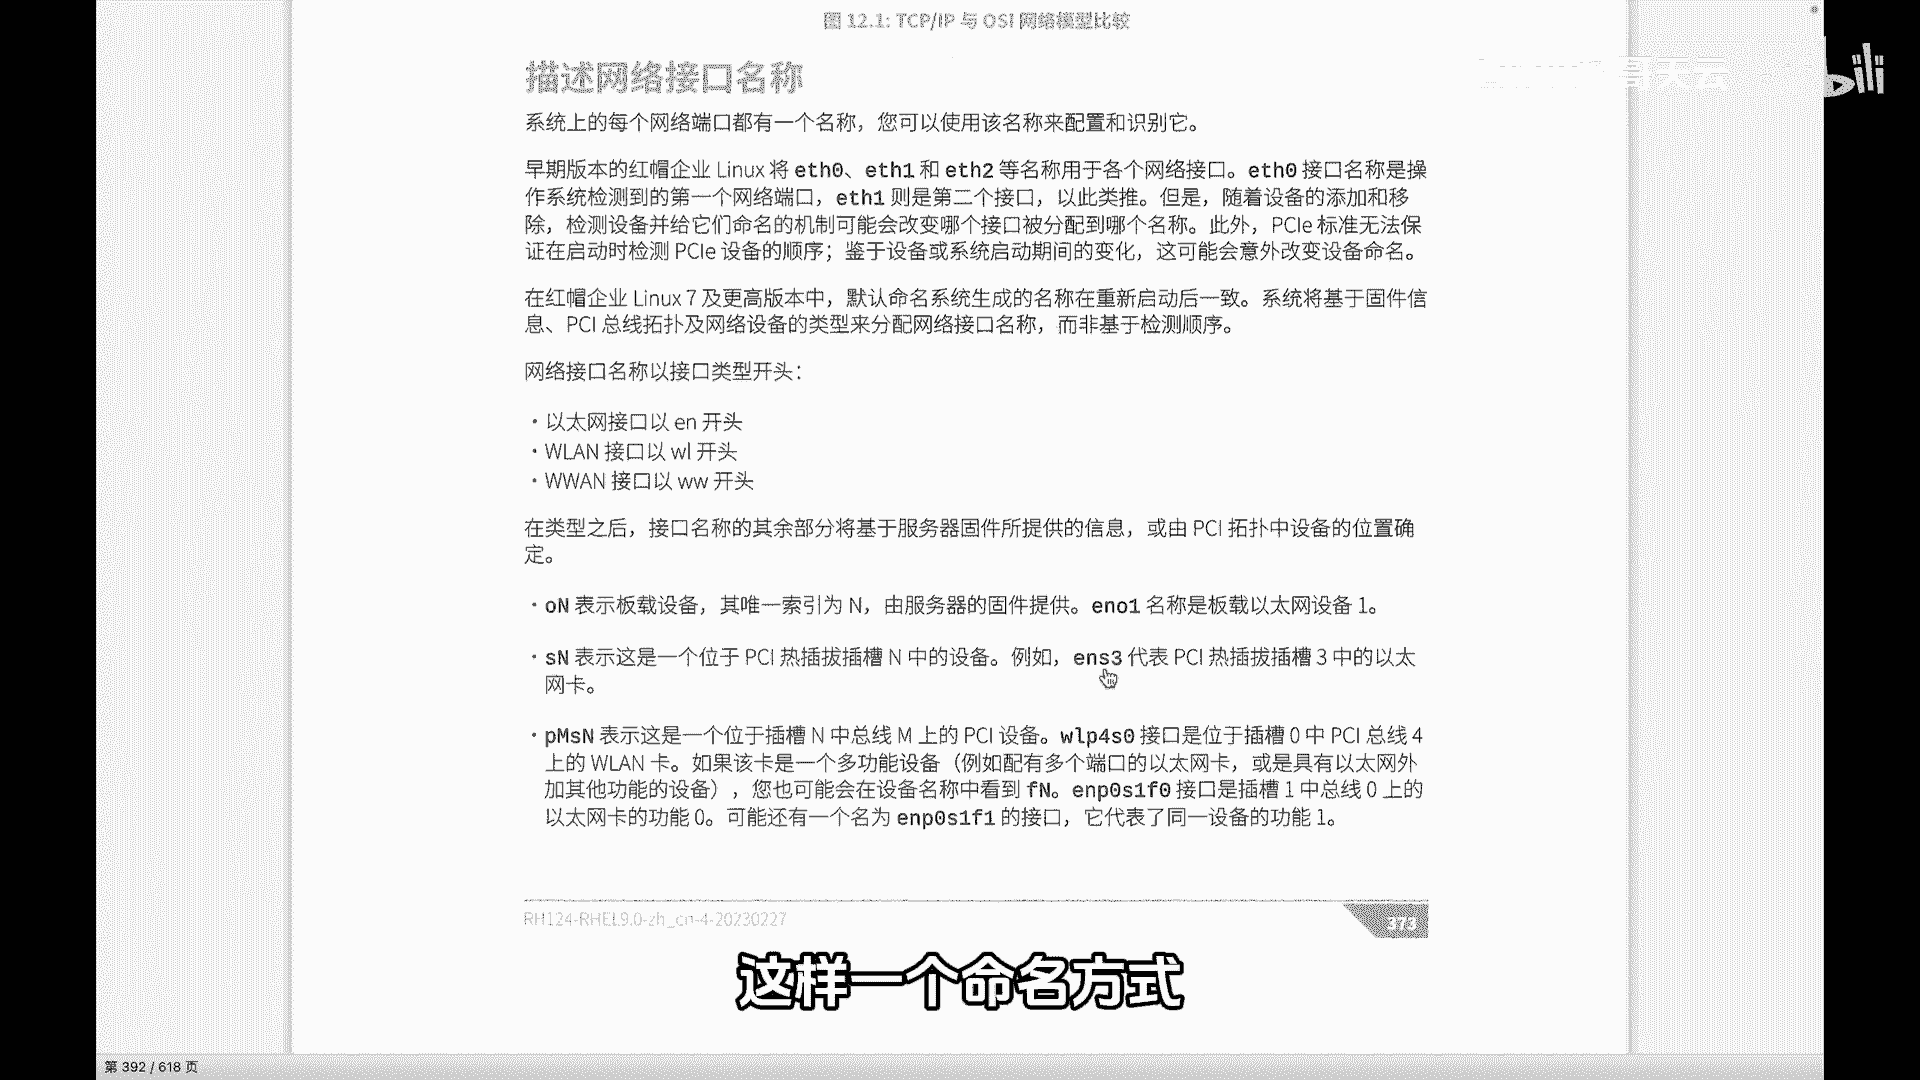 图 12.1: TCP/IP 与 OSI 网络模型比较
描述网络接口名称
系统上的每个网络端口都有一个名称，您可以使用该名称来配置和识别它。
早期版本的红帽企业 Linux 将 eth0、eth1 和 eth2 等名称用于各个网络接口。eth0 接口名称是操
作系统检测到的第一个网络端口，eth1 则是第二个接口，以此类推。但是，随着设备的添加和移
除，检测设备并给它们命名的机制可能会改变哪个接口被分配到哪个名称。此外，PCIe 标准无法保
证在启动时检测 PCIe 设备的顺序；鉴于设备或系统启动期间的变化，这可能会意外改变设备命名。
在红帽企业 Linux 7 及更高版本中，默认命名系统生成的名称在重新启动后一致。系统将基于固件信
息、PCI 总线拓扑及网络设备的类型来分配网络接口名称，而非基于检测顺序。
网络接口名称以接口类型开头：
・以太网接口以 en 开头
・WLAN 接口以 wl 开头
・WWAN 接口以 ww 开头
在类型之后，接口名称的其余部分将基于服务器固件所提供的信息，或由 PCI 拓扑中设备的位置确
定。
・oN 表示板载设备，其唯一索引为 N，由服务器的固件提供。eno1 名称是板载以太网设备 1。
・sN 表示这是一个位于 PCI 热插拔插槽 N 中的设备。例如，ens3 代表 PCI 热插拔插槽 3 中的以太
网卡。
・pMsN 表示这是一个位于插槽 N 中总线 M 上的 PCI 设备。wlp4s0 接口是位于插槽 0 中 PCI 总线 4
上的 WLAN 卡。如果该卡是一个多功能设备（例如配有多个端口的以太网卡，或是具有以太网外
加其他功能的设备），您也可能会在设备名称中看到 fN。enp0s1f0 接口是插槽 1 中总线 0 上的
以太网卡的功能 0。可能还有一个名为 enp0s1f1 的接口，它代表了同一设备的功能 1。
RH124-RHEL9.0-zh_cn-4-20230227
373
这样一个命名方式
第 392 / 618 页